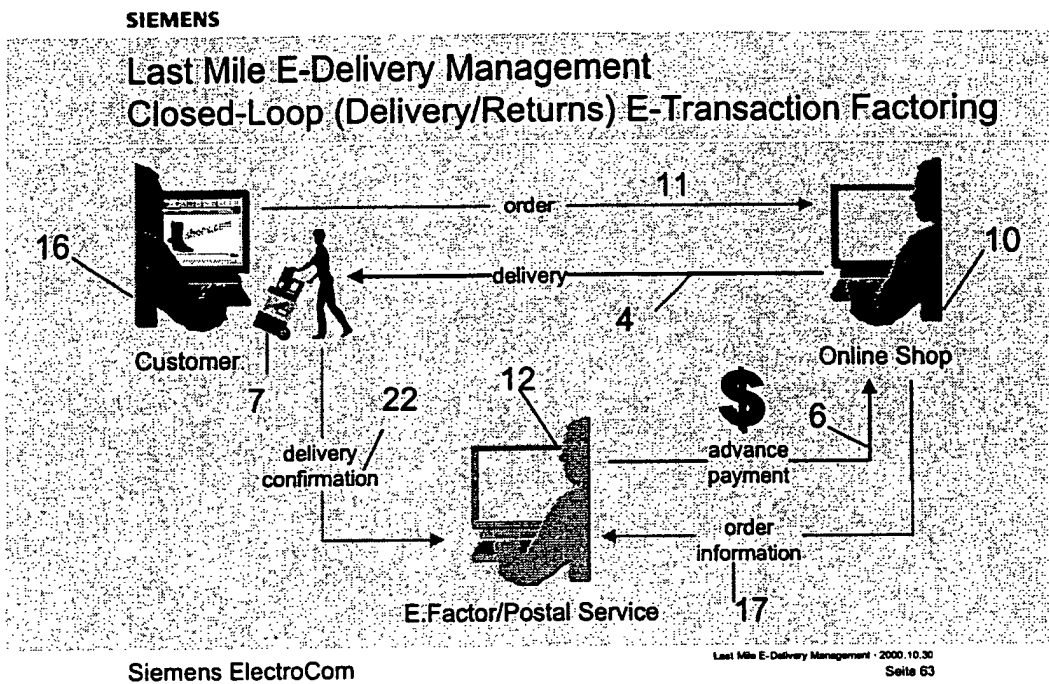 SIEMENS
Last Mile E-Delivery Management
Closed-Loop (Delivery/Returns) E-Transaction Factoring
11
order
16
10
delivery
4
Customer
Online Shop
7
22
12
$
6
delivery
confirmation
advance
payment
order
information
E.Factor/Postal Service
17
Siemens ElectroCom
Last Mile E-Delivery Management · 2000.10.30
Seite 63